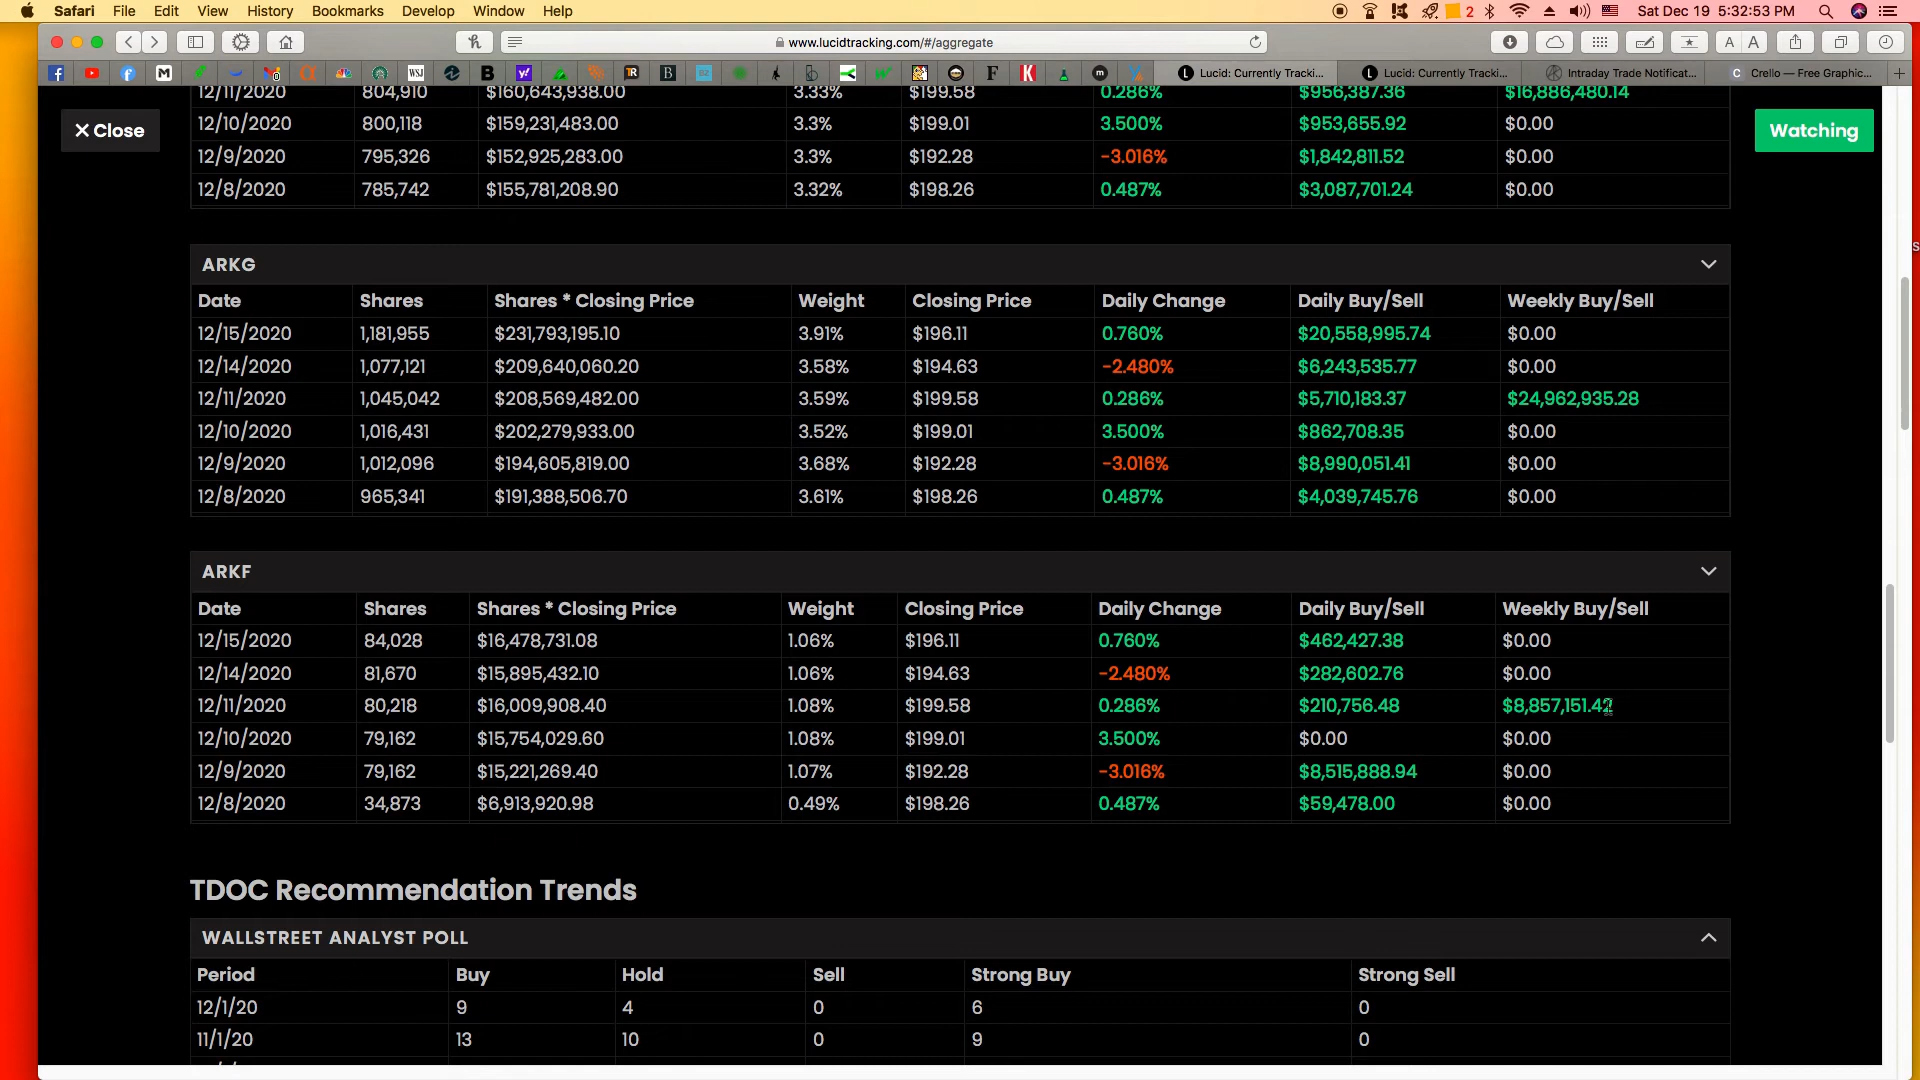 Safari File Edit View History Bookmarks Develop Window Help 2 Sat Dec 19 5:32:53 PM
www.lucidtracking.com/#/aggregate A A
Lucid: Currently Tracki... Lucid: Currently Tracki... Intraday Trade Notificat... Crello — Free Graphic...
Close Watching
12/11/2020 804,910 $160,643,938.00 3.33% $199.58 0.286% $956,387.36 $16,886,480.14
12/10/2020 800,118 $159,231,483.00 3.3% $199.01 3.500% $953,655.92 $0.00
12/9/2020 795,326 $152,925,283.00 3.3% $192.28 -3.016% $1,842,811.52 $0.00
12/8/2020 785,742 $155,781,208.90 3.32% $198.26 0.487% $3,087,701.24 $0.00
ARKG
Date Shares Shares * Closing Price Weight Closing Price Daily Change Daily Buy/Sell Weekly Buy/Sell
12/15/2020 1,181,955 $231,793,195.10 3.91% $196.11 0.760% $20,558,995.74 $0.00
12/14/2020 1,077,121 $209,640,060.20 3.58% $194.63 -2.480% $6,243,535.77 $0.00
12/11/2020 1,045,042 $208,569,482.00 3.59% $199.58 0.286% $5,710,183.37 $24,962,935.28
12/10/2020 1,016,431 $202,279,933.00 3.52% $199.01 3.500% $862,708.35 $0.00
12/9/2020 1,012,096 $194,605,819.00 3.68% $192.28 -3.016% $8,990,051.41 $0.00
12/8/2020 965,341 $191,388,506.70 3.61% $198.26 0.487% $4,039,745.76 $0.00
ARKF
Date Shares Shares * Closing Price Weight Closing Price Daily Change Daily Buy/Sell Weekly Buy/Sell
12/15/2020 84,028 $16,478,731.08 1.06% $196.11 0.760% $462,427.38 $0.00
12/14/2020 81,670 $15,895,432.10 1.06% $194.63 -2.480% $282,602.76 $0.00
12/11/2020 80,218 $16,009,908.40 1.08% $199.58 0.286% $210,756.48 $8,857,151.42
12/10/2020 79,162 $15,754,029.60 1.08% $199.01 3.500% $0.00 $0.00
12/9/2020 79,162 $15,221,269.40 1.07% $192.28 -3.016% $8,515,888.94 $0.00
12/8/2020 34,873 $6,913,920.98 0.49% $198.26 0.487% $59,478.00 $0.00
TDOC Recommendation Trends
WALLSTREET ANALYST POLL
Period Buy Hold Sell Strong Buy Strong Sell
12/1/20 9 4 0 6 0
11/1/20 13 10 0 9 0